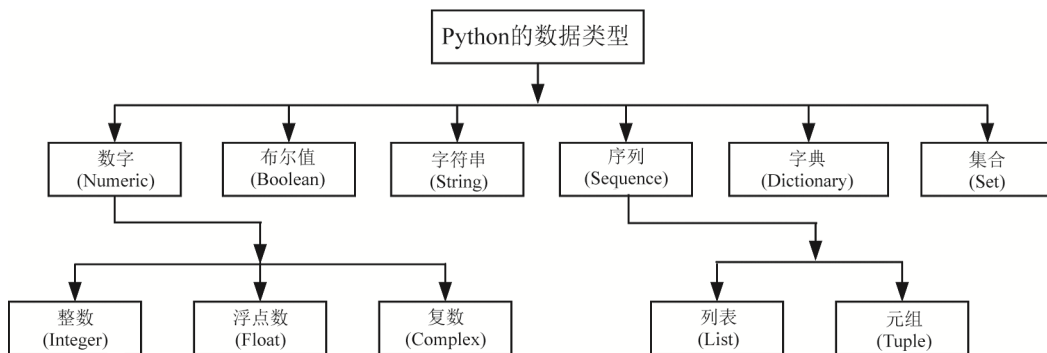 Python的数据类型
数字
(Numeric)
布尔值
(Boolean)
字符串
(String)
序列
(Sequence)
字典
(Dictionary)
集合
(Set)
整数
(Integer)
浮点数
(Float)
复数
(Complex)
列表
(List)
元组
(Tuple)